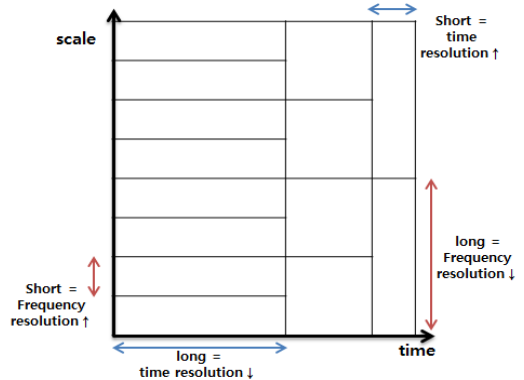 scale
Short =
time
resolution ↑
long =
Frequency
resolution ↓
Short =
Frequency
resolution ↑
time
long =
time resolution ↓